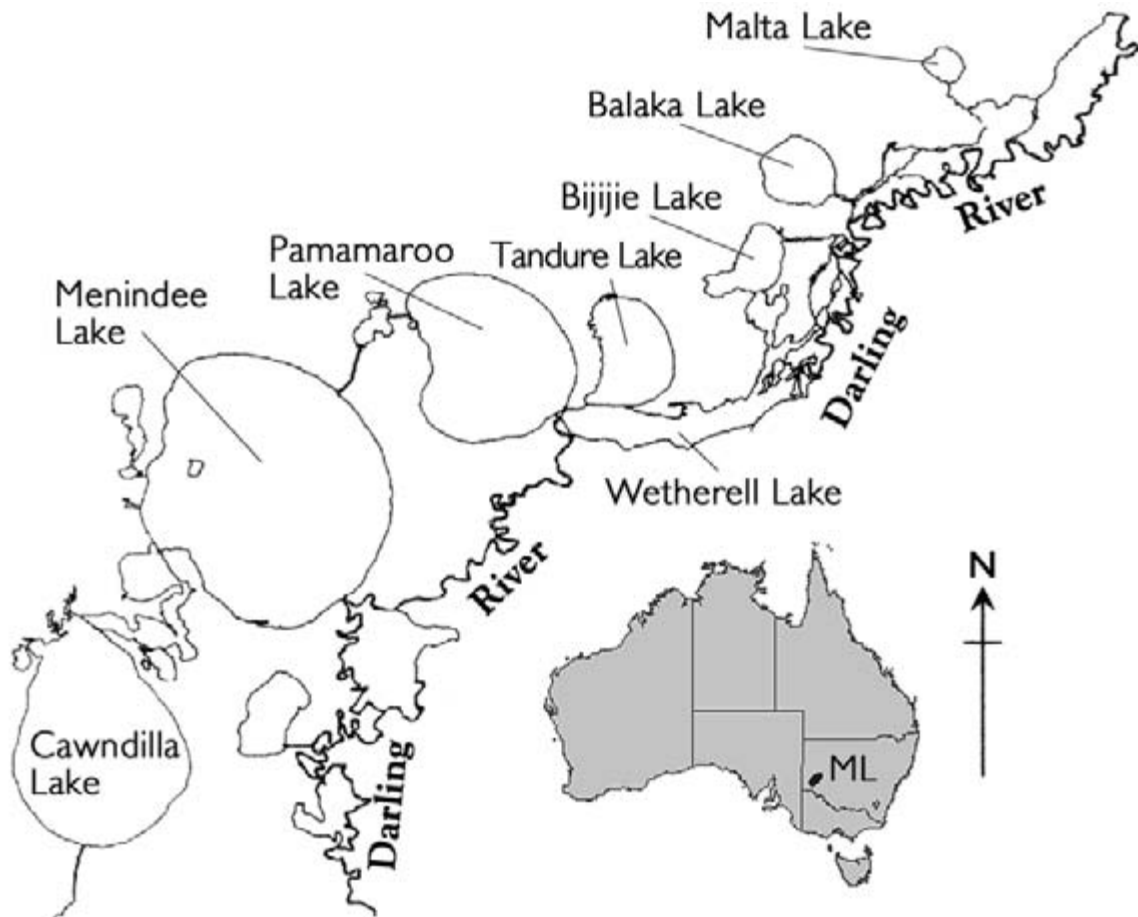 Malta Lake
Balaka Lake
Bijijie Lake
River
Pamamaroo
Lake
Tandure Lake
Menindee
Lake
Darling
Wetherell Lake
River
N
Cawndilla
Lake
Darling
ML